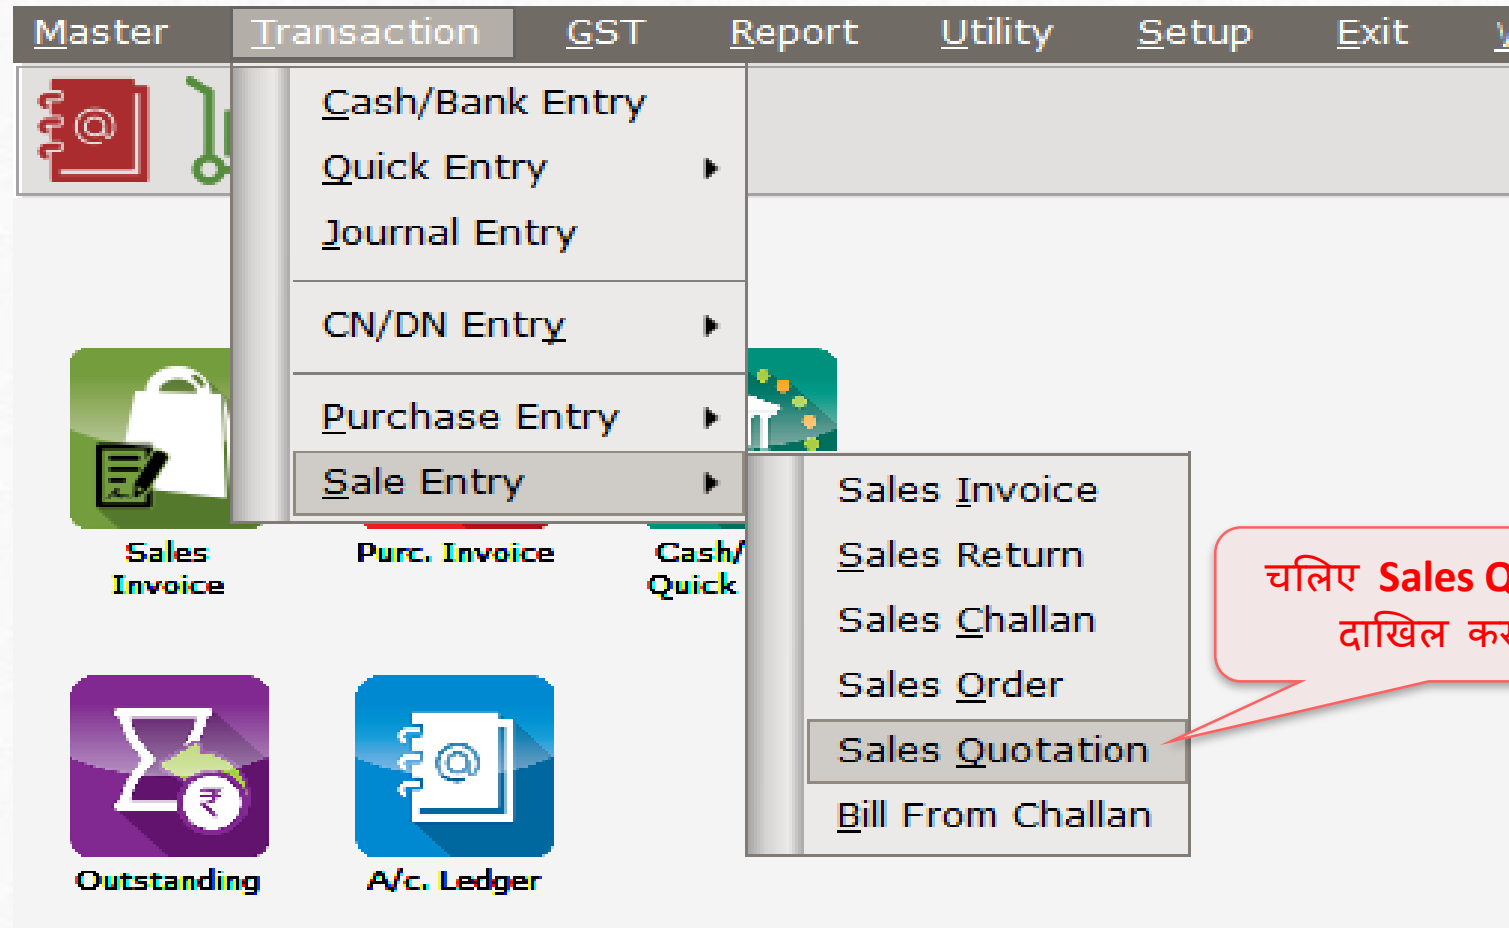 Master Transaction GST Report Utility Setup Exit
Cash/Bank Entry
Quick Entry
Journal Entry
CN/DN Entry
Purchase Entry
Sale Entry
Sales Invoice
Sales Return
Sales Challan
Sales Order
Sales Quotation
Bill From Challan
चलिए Sales
दाखिल
Sales
Invoice
Purc. Invoice
Cash/
Quick
Outstanding
A/c. Ledger